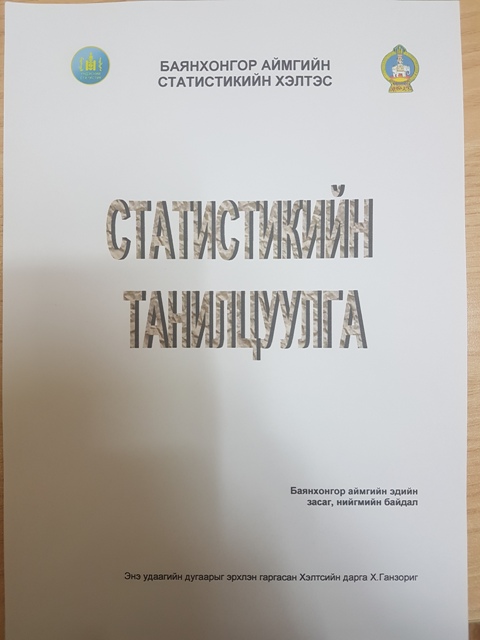 БАЯНХОНГОР АЙМГИЙН
СТАТИСТИКИЙН ХЭЛТЭС
СТАТИСТИКИЙН
ТАНИЛЦУУЛГА
Баянхонгор аймгийн эдийн
засаг, нийгмийн байдал
Энэ удаагийн дугаарыг эрхлэн гаргасан Хэлтсийн дарга Х.Ганзориг